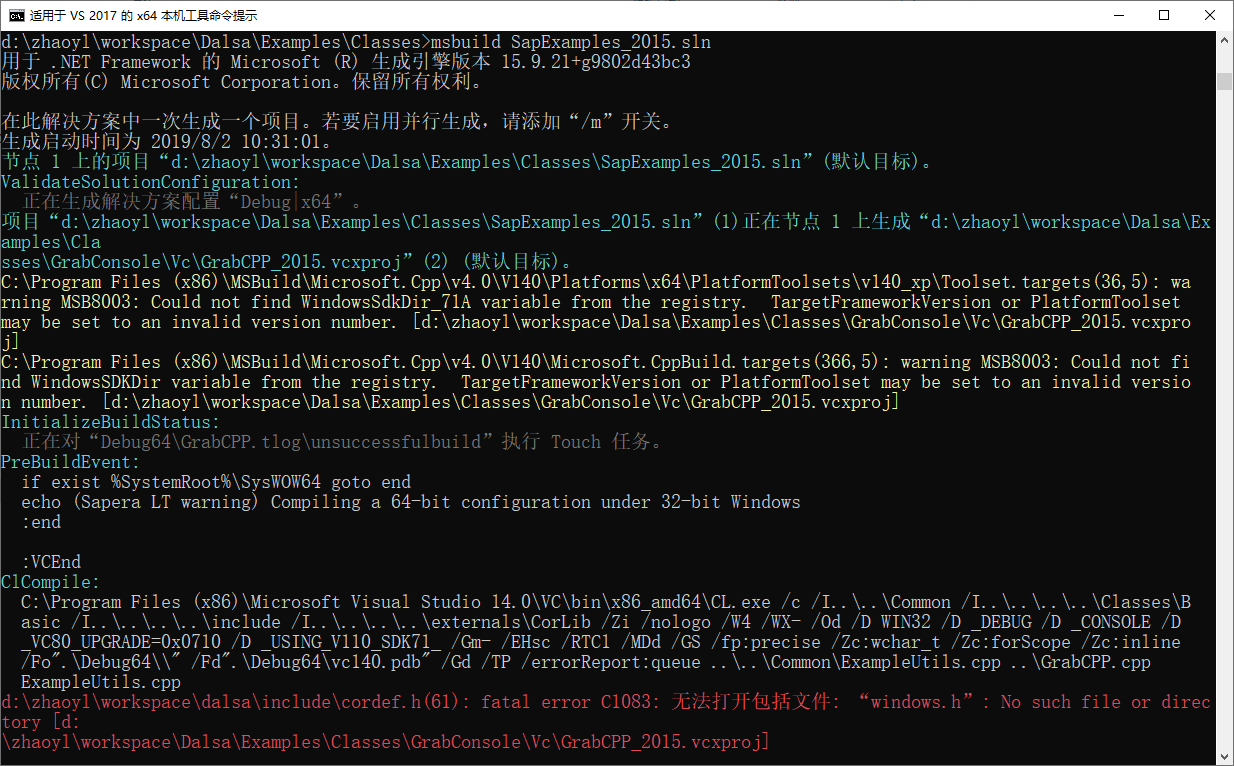 适用于 VS 2017 的 x64 本机工具命令提示
d:\zhaoyl\workspace\Dalsa\Examples\Classes>msbuild SapExamples_2015.sln
用于 .NET Framework 的 Microsoft (R) 生成引擎版本 15.9.21+g9802d43bc3
版权所有(C) Microsoft Corporation。保留所有权利。
在此解决方案中一次生成一个项目。若要启用并行生成，请添加“/m”开关。
生成启动时间为 2019/8/2 10:31:01。
节点 1 上的项目“d:\zhaoyl\workspace\Dalsa\Examples\Classes\SapExamples_2015.sln”(默认目标)。
ValidateSolutionConfiguration:
  正在生成解决方案配置“Debug|x64”。
项目“d:\zhaoyl\workspace\Dalsa\Examples\Classes\SapExamples_2015.sln”(1)正在节点 1 上生成“d:\zhaoyl\workspace\Dalsa\Ex
amples\Cla
sses\GrabConsole\Vc\GrabCPP_2015.vcxproj”(2) (默认目标)。
C:\Program Files (x86)\MSBuild\Microsoft.Cpp\v4.0\V140\Platforms\x64\PlatformToolsets\v140_xp\Toolset.targets(36,5): wa
rning MSB8003: Could not find WindowsSdkDir_71A variable from the registry.  TargetFrameworkVersion or PlatformToolset
may be set to an invalid version number. [d:\zhaoyl\workspace\Dalsa\Examples\Classes\GrabConsole\Vc\GrabCPP_2015.vcxpro
j]
C:\Program Files (x86)\MSBuild\Microsoft.Cpp\v4.0\V140\Microsoft.CppBuild.targets(366,5): warning MSB8003: Could not fi
nd WindowsSDKDir variable from the registry.  TargetFrameworkVersion or PlatformToolset may be set to an invalid versio
n number. [d:\zhaoyl\workspace\Dalsa\Examples\Classes\GrabConsole\Vc\GrabCPP_2015.vcxproj]
InitializeBuildStatus:
  正在对“Debug64\GrabCPP.tlog\unsuccessfulbuild”执行 Touch 任务。
PreBuildEvent:
  if exist %SystemRoot%\SysWOW64 goto end
  echo (Sapera LT warning) Compiling a 64-bit configuration under 32-bit Windows
  :end
  :VCEnd
ClCompile:
  C:\Program Files (x86)\Microsoft Visual Studio 14.0\VC\bin\x86_amd64\CL.exe /c /I..\..\Common /I..\..\..\..\Classes\B
  asic /I..\..\..\..\include /I..\..\..\..\externals\CorLib /Zi /nologo /W4 /WX- /Od /D WIN32 /D _DEBUG /D _CONSOLE /D
  _VC80_UPGRADE=0x0710 /D _USING_V110_SDK71_ /Gm- /EHsc /RTC1 /MDd /GS /fp:precise /Zc:wchar_t /Zc:forScope /Zc:inline
  /Fo".\Debug64\\" /Fd".\Debug64\vc140.pdb" /Gd /TP /errorReport:queue ..\..\Common\ExampleUtils.cpp ..\GrabCPP.cpp
  ExampleUtils.cpp
d:\zhaoyl\workspace\dalsa\include\cordef.h(61): fatal error C1083: 无法打开包括文件: “windows.h”: No such file or direc
tory [d:
\zhaoyl\workspace\Dalsa\Examples\Classes\GrabConsole\Vc\GrabCPP_2015.vcxproj]